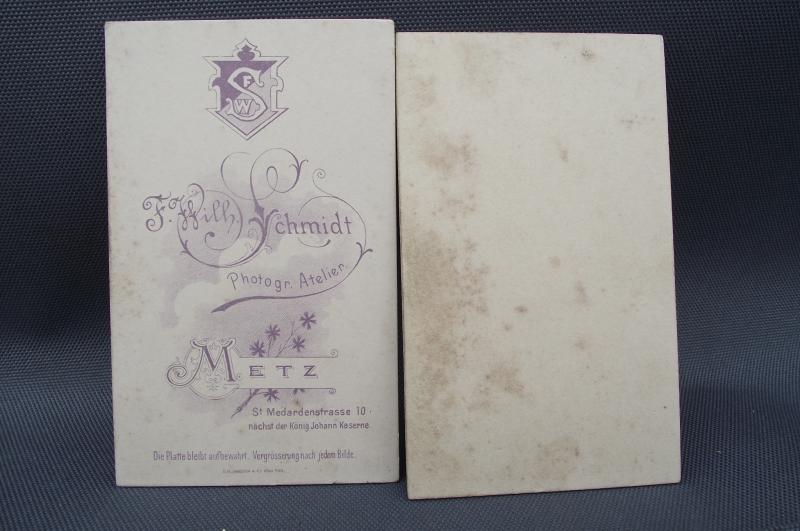 F W S
F. Wilh. Schmidt
Photogr. Atelier.
METZ
St Medardenstrasse 10.
nächst der König Johann Kaserne.
Die Platte bleibt aufbewahrt. Vergrösserung nach jedem Bilde.